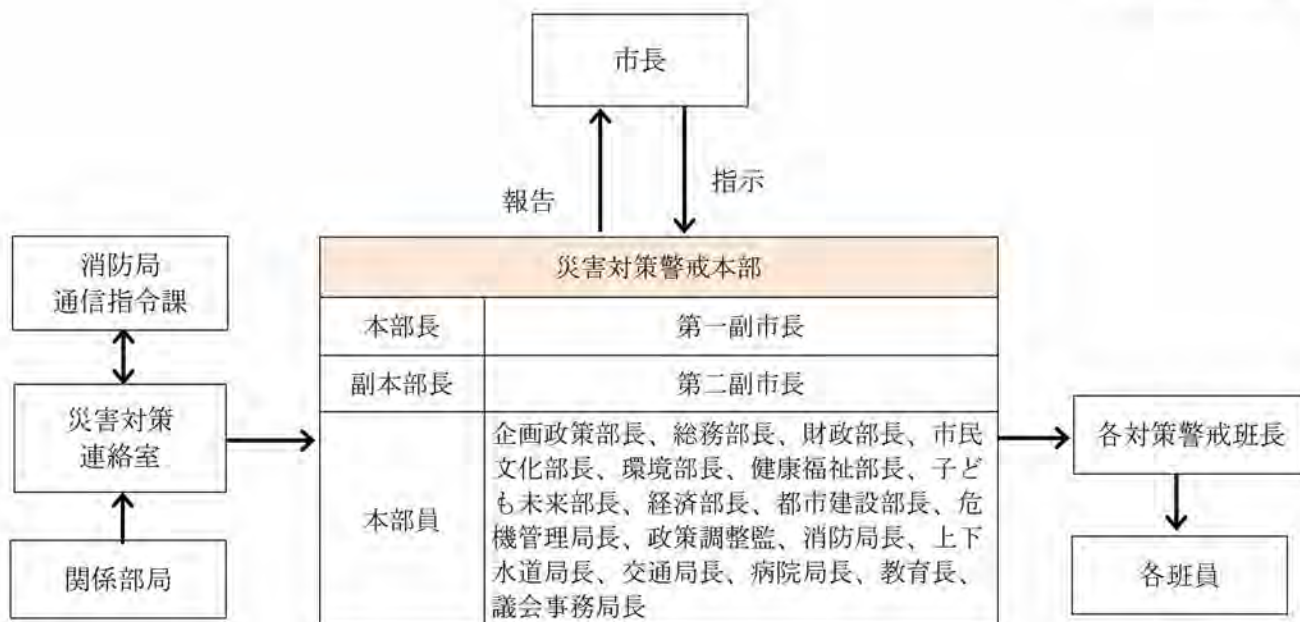 市長
報告
指示
消防局
通信指令課
災害対策
連絡室
関係部局
災害対策警戒本部
本部長
第一副市長
副本部長
第二副市長
本部員
企画政策部長、総務部長、財政部長、市民
文化部長、環境部長、健康福祉部長、子ど
も未来部長、経済部長、都市建設部長、危
機管理局長、政策調整監、消防局長、上下
水道局長、交通局長、病院局長、教育長、
議会事務局長
各対策警戒班長
各班員